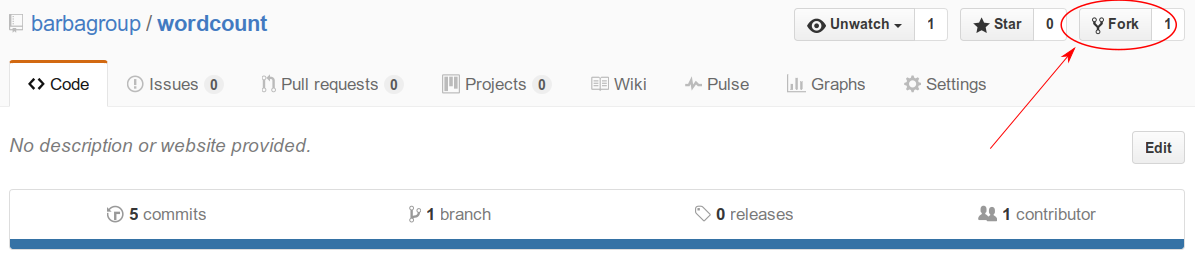 barbagroup / wordcount Unwatch 1 Star 0 Fork 1
Code Issues 0 Pull requests 0 Projects 0 Wiki Pulse Graphs Settings
No description or website provided. Edit
5 commits 1 branch 0 releases 1 contributor